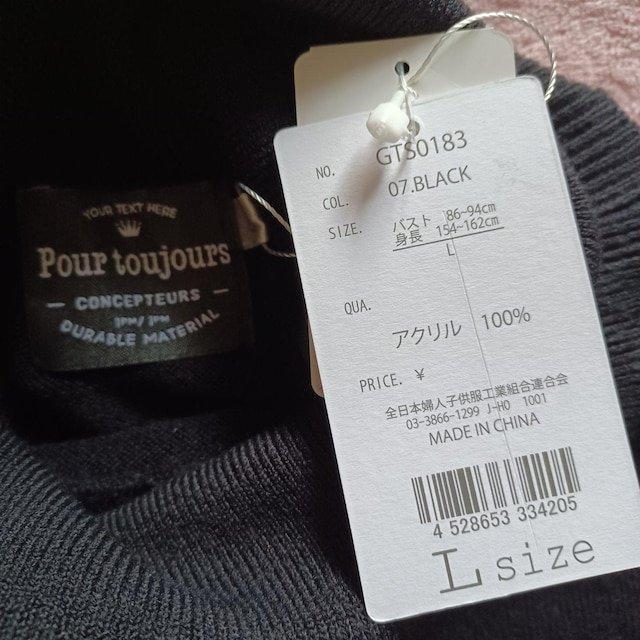 YOUR TEXT HERE
Pour toujours
CONCEPTEURS
DURABLE MATERIAL
NO. GTS0183
COL. 07.BLACK
SIZE. バスト 86~94cm
身長 154~162cm
L
QUA.
アクリル 100%
PRICE. ¥
全日本婦人子供服工業組合連合会
03-3866-1299 J-HO 1001
MADE IN CHINA
4 528653 334205
L size